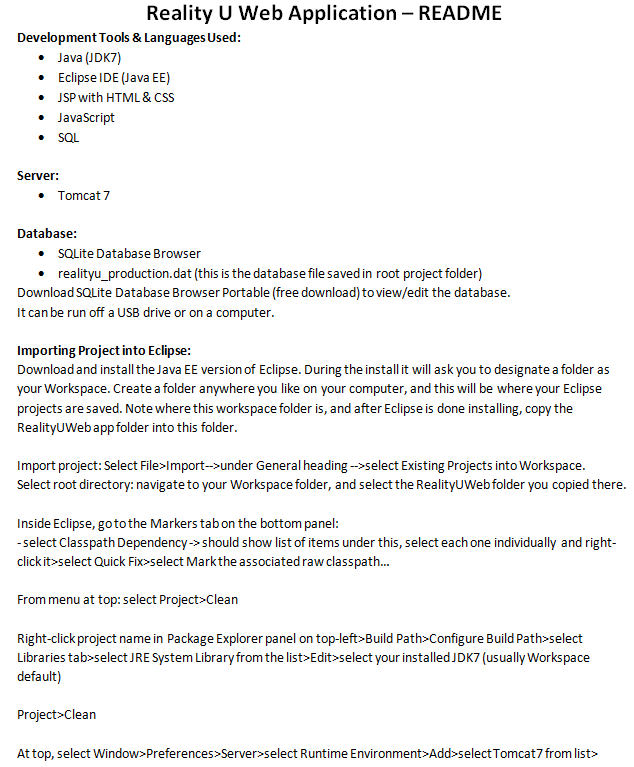 Reality U Web Application – README
Development Tools & Languages Used:
• Java (JDK7)
• Eclipse IDE (Java EE)
• JSP with HTML & CSS
• JavaScript
• SQL
Server:
• Tomcat 7
Database:
• SQLite Database Browser
• realityu_production.dat (this is the database file saved in root project folder)
Download SQLite Database Browser Portable (free download) to view/edit the database.
It can be run off a USB drive or on a computer.
Importing Project into Eclipse:
Download and install the Java EE version of Eclipse. During the install it will ask you to designate a folder as
your Workspace. Create a folder anywhere you like on your computer, and this will be where your Eclipse
projects are saved. Note where this workspace folder is, and after Eclipse is done installing, copy the
RealityUWeb app folder into this folder.
Import project: Select File>Import-->under General heading -->select Existing Projects into Workspace.
Select root directory: navigate to your Workspace folder, and select the RealityUWeb folder you copied there.
Inside Eclipse, go to the Markers tab on the bottom panel:
- select Classpath Dependency -> should show list of items under this, select each one individually and right-
click it>select Quick Fix>select Mark the associated raw classpath…
From menu at top: select Project>Clean
Right-click project name in Package Explorer panel on top-left>Build Path>Configure Build Path>select
Libraries tab>select JRE System Library from the list>Edit>select your installed JDK7 (usually Workspace
default)
Project>Clean
At top, select Window>Preferences>Server>select Runtime Environment>Add>select Tomcat7 from list>